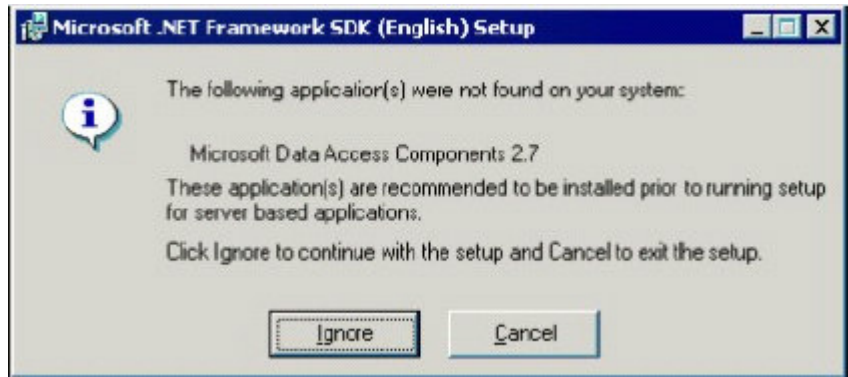 Microsoft .NET Framework SDK (English) Setup
The following application(s) were not found on your system:
Microsoft Data Access Components 2.7
These application(s) are recommended to be installed prior to running setup
for server based applications.
Click Ignore to continue with the setup and Cancel to exit the setup.
Ignore
Cancel